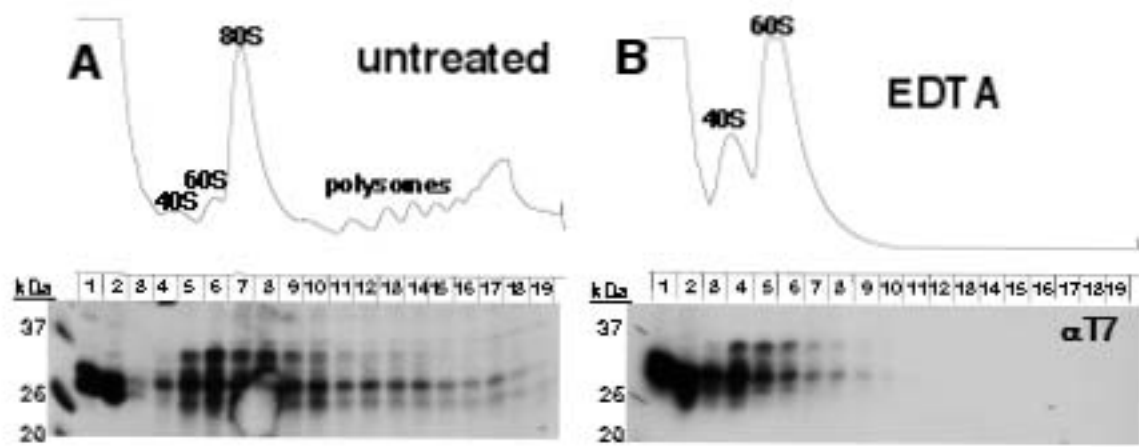 A
80S
untreated
60S
40S
polysomes
kDa 1 2 3 4 5 6 7 8 9 10 11 12 13 14 15 16 17 18 19
37
26
20
B
60S
EDTA
40S
kDa 1 2 3 4 5 6 7 8 9 10 11 12 13 14 15 16 17 18 19
αT7
37
26
20